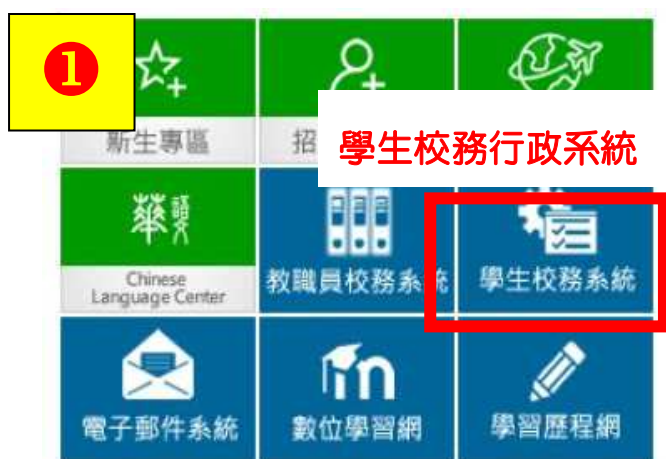 ❶
新生專區
招
學生校務行政系統
華語
Chinese
Language Center
教職員校務系統
學生校務系統
電子郵件系統
數位學習網
學習歷程網